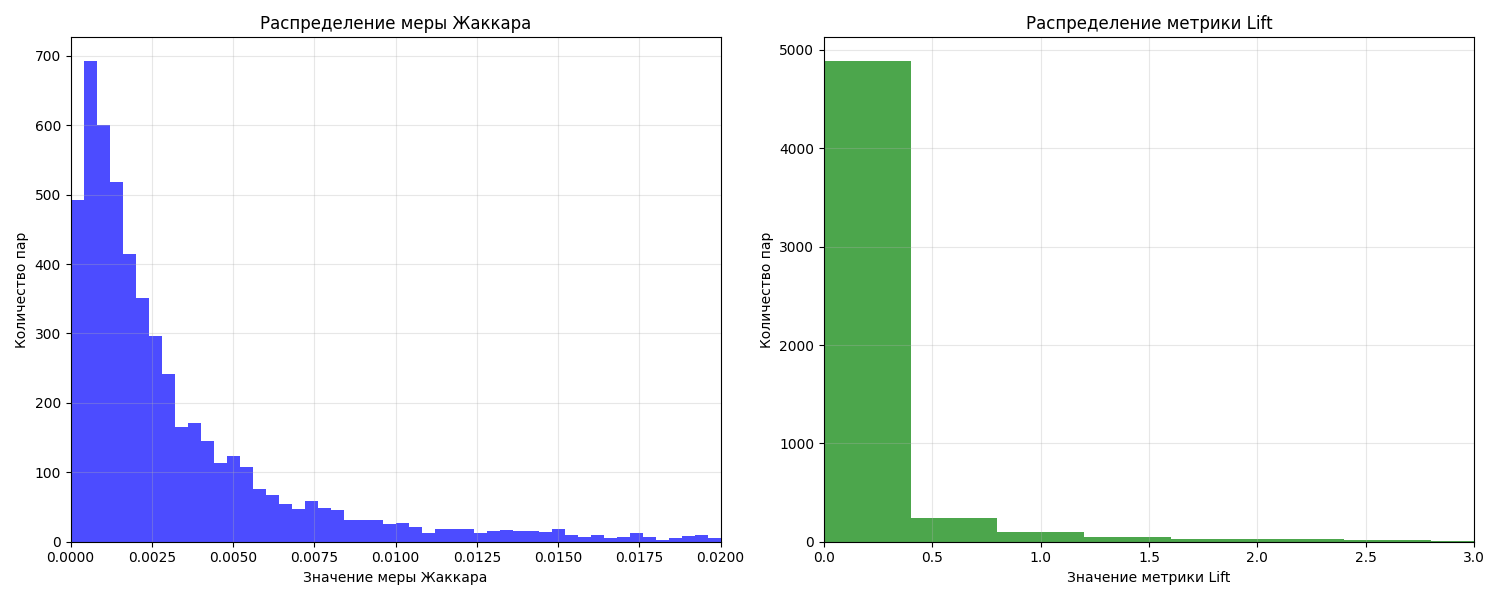 Распределение меры Жаккара
Количество пар
700
600
500
400
300
200
100
0
0.0000 0.0025 0.0050 0.0075 0.0100 0.0125 0.0150 0.0175 0.0200
Значение меры Жаккара
Распределение метрики Lift
Количество пар
5000
4000
3000
2000
1000
0
0.0 0.5 1.0 1.5 2.0 2.5 3.0
Значение метрики Lift